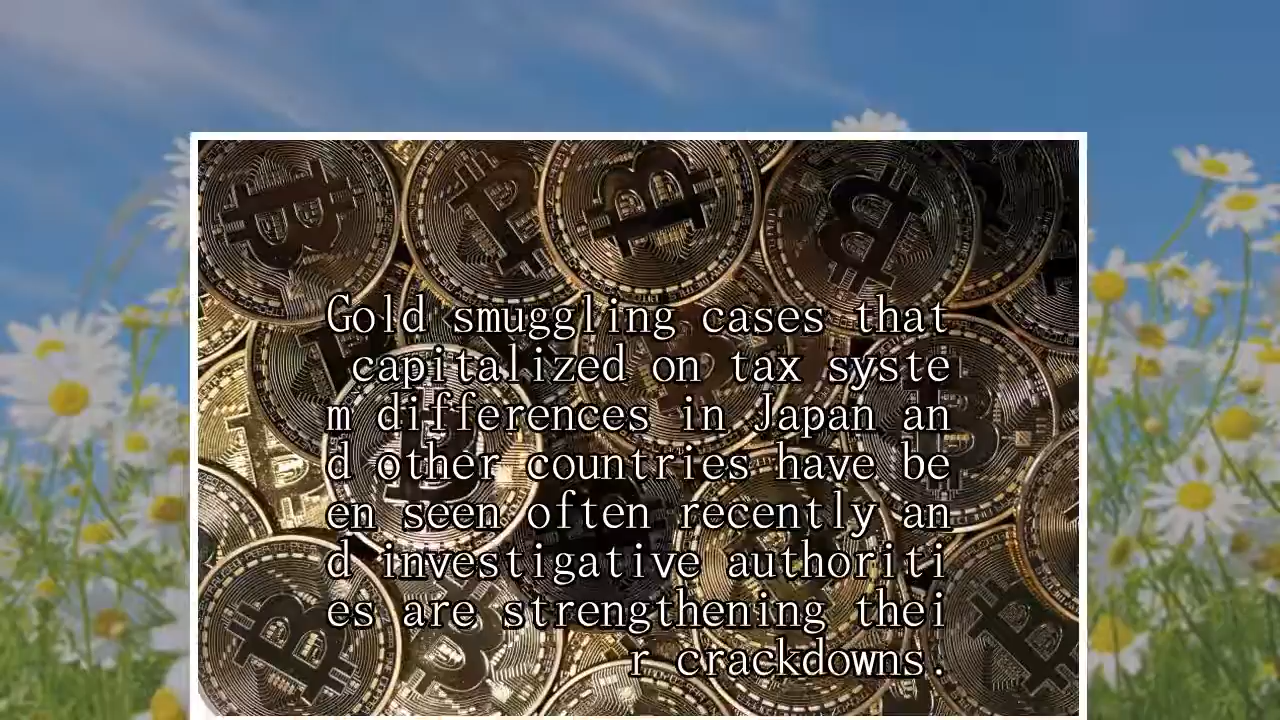 Gold smuggling cases that
capitalized on tax syste
m differences in Japan an
d other countries have be
en seen often recently an
d investigative authoriti
es are strengthening thei
r crackdowns.